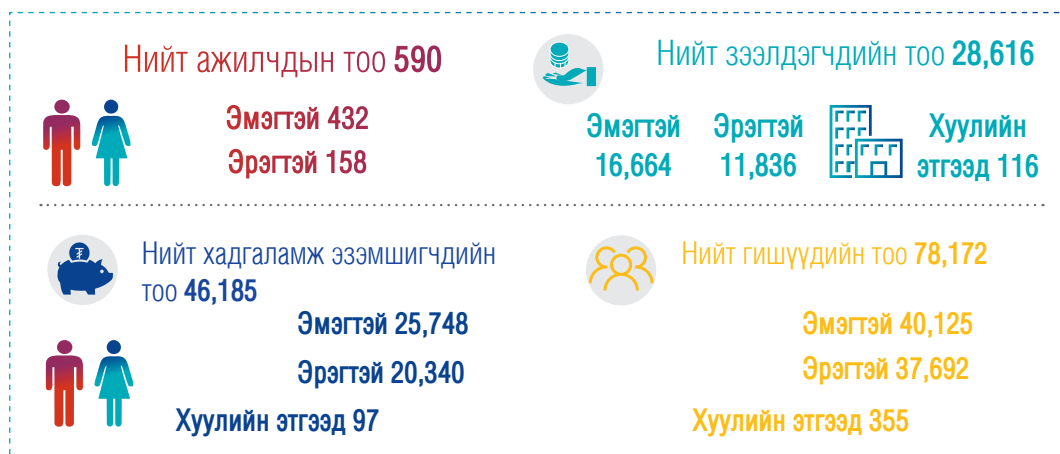 Нийт ажилчдын тоо 590
Эмэгтэй 432
Эрэгтэй 158
Нийт зээлдэгчдийн тоо 28,616
Эмэгтэй
16,664
Эрэгтэй
11,836
Хуулийн
этгээд 116
Нийт хадгаламж эзэмшигчдийн
тоо 46,185
Эмэгтэй 25,748
Эрэгтэй 20,340
Хуулийн этгээд 97
Нийт гишүүдийн тоо 78,172
Эмэгтэй 40,125
Эрэгтэй 37,692
Хуулийн этгээд 355